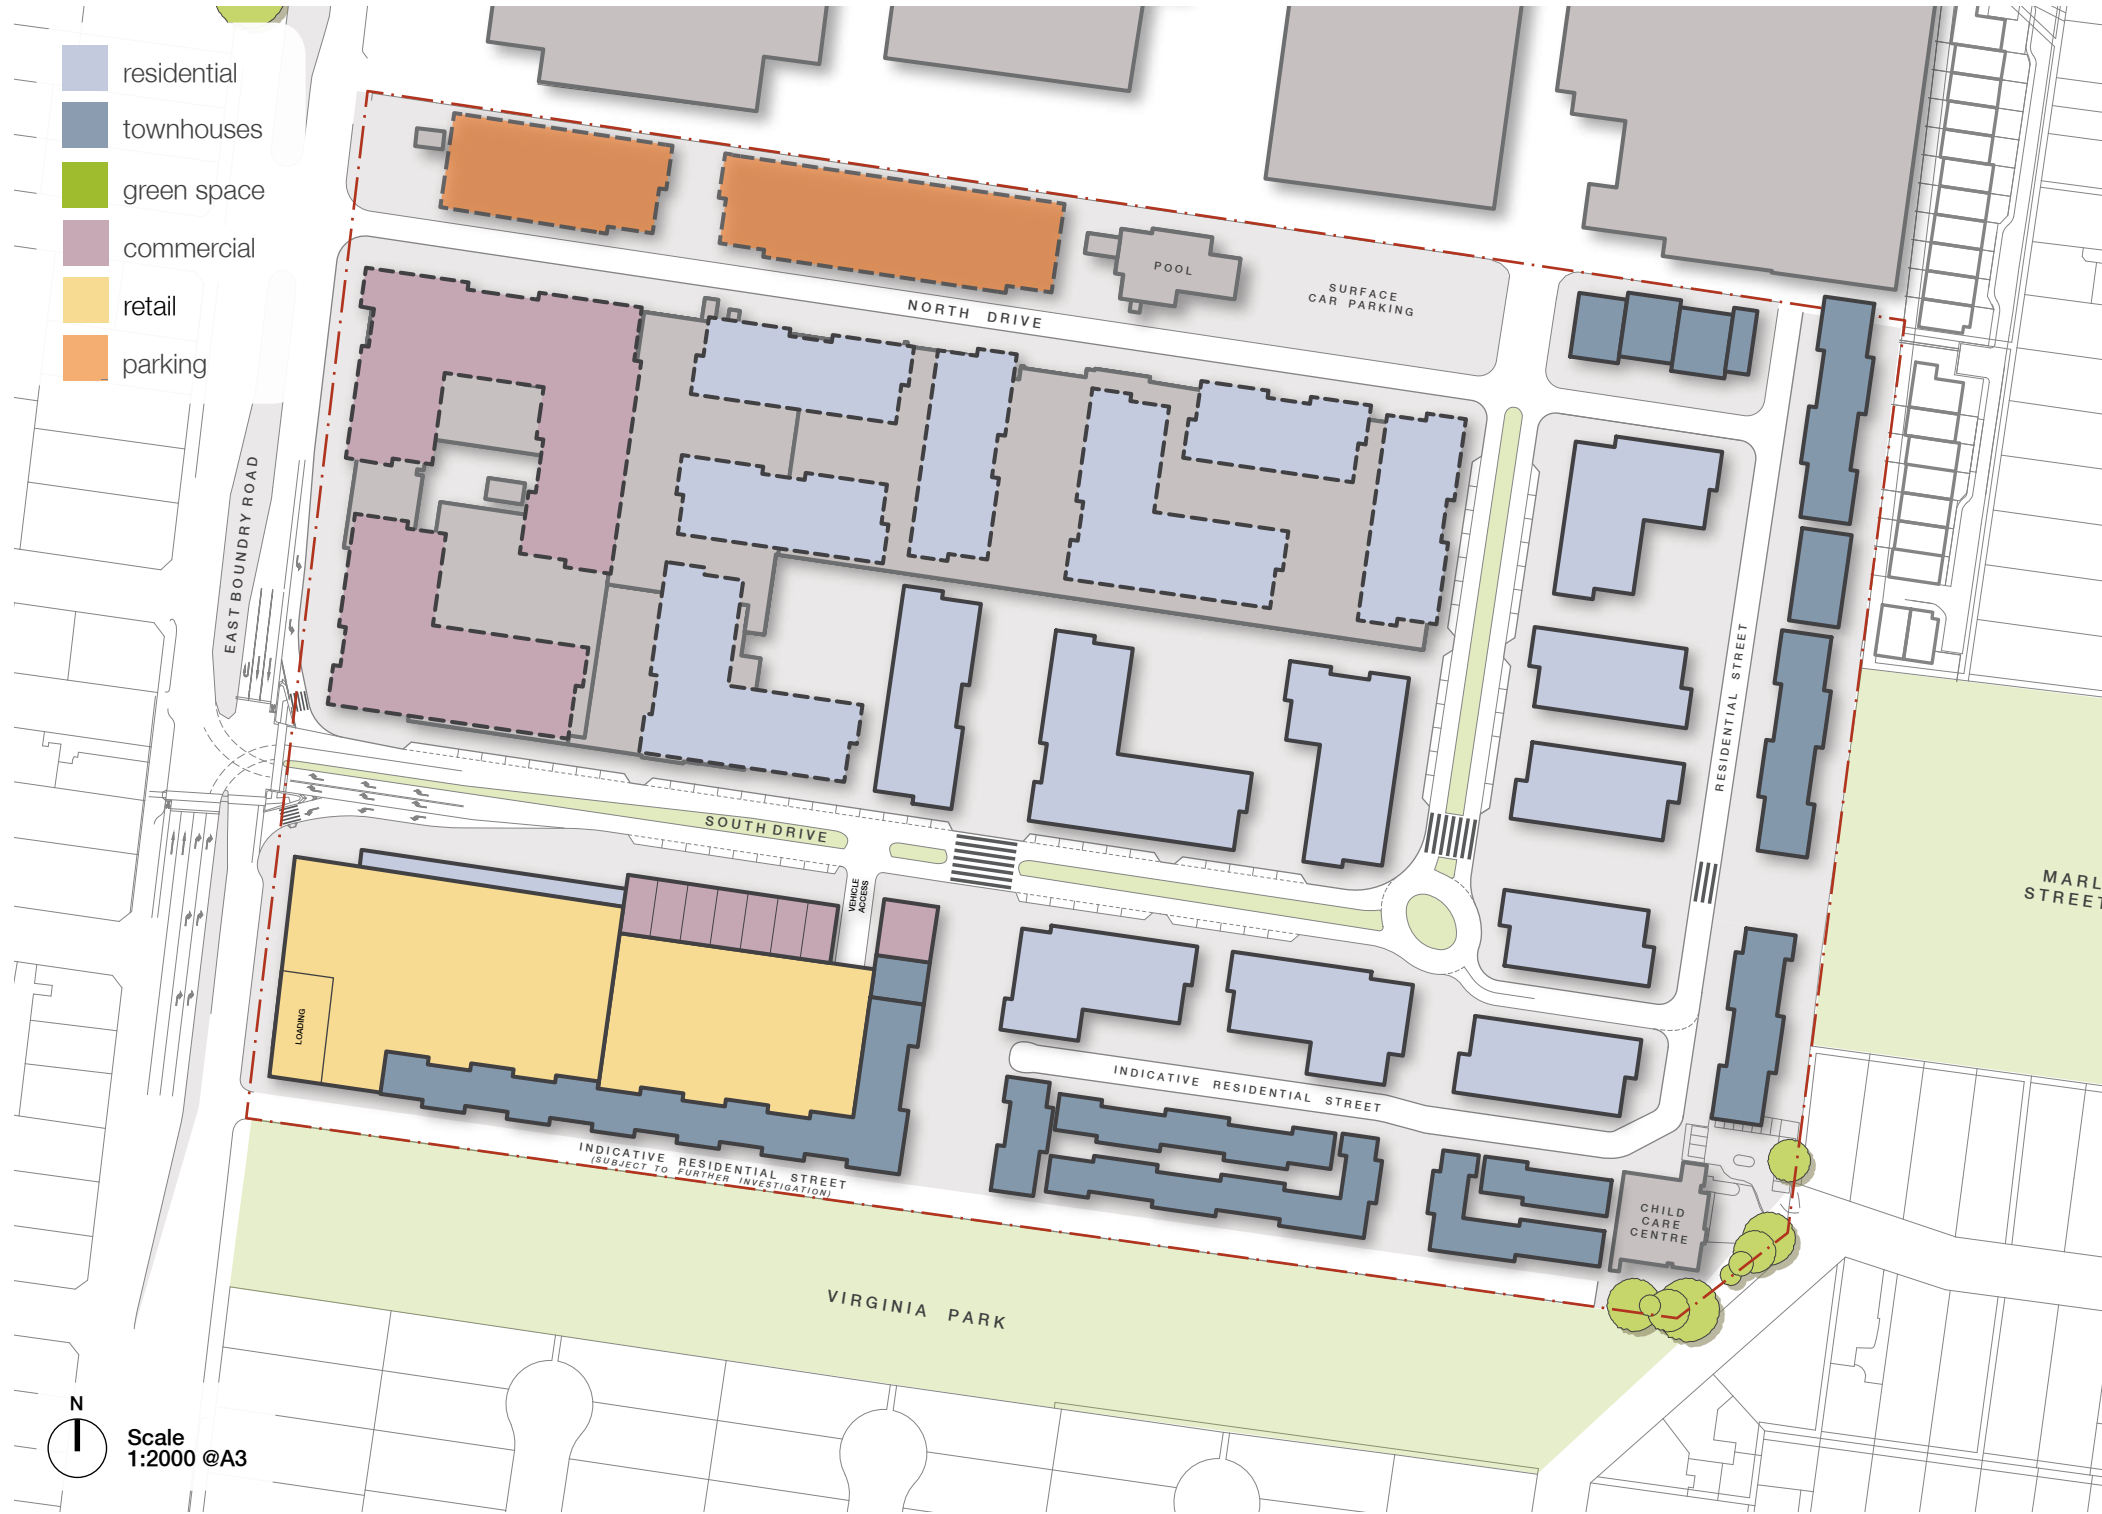 residential
townhouses
green space
commercial
retail
parking
POOL
SURFACE
CAR PARKING
NORTH DRIVE
EAST BOUNDRY ROAD
RESIDENTIAL STREET
SOUTH DRIVE
VEHICLE
ACCESS
MARL
STREET
LOADING
INDICATIVE RESIDENTIAL STREET
INDICATIVE RESIDENTIAL STREET
(SUBJECT TO FURTHER INVESTIGATION)
CHILD
CARE
CENTRE
VIRGINIA PARK
N
Scale
1:2000 @A3